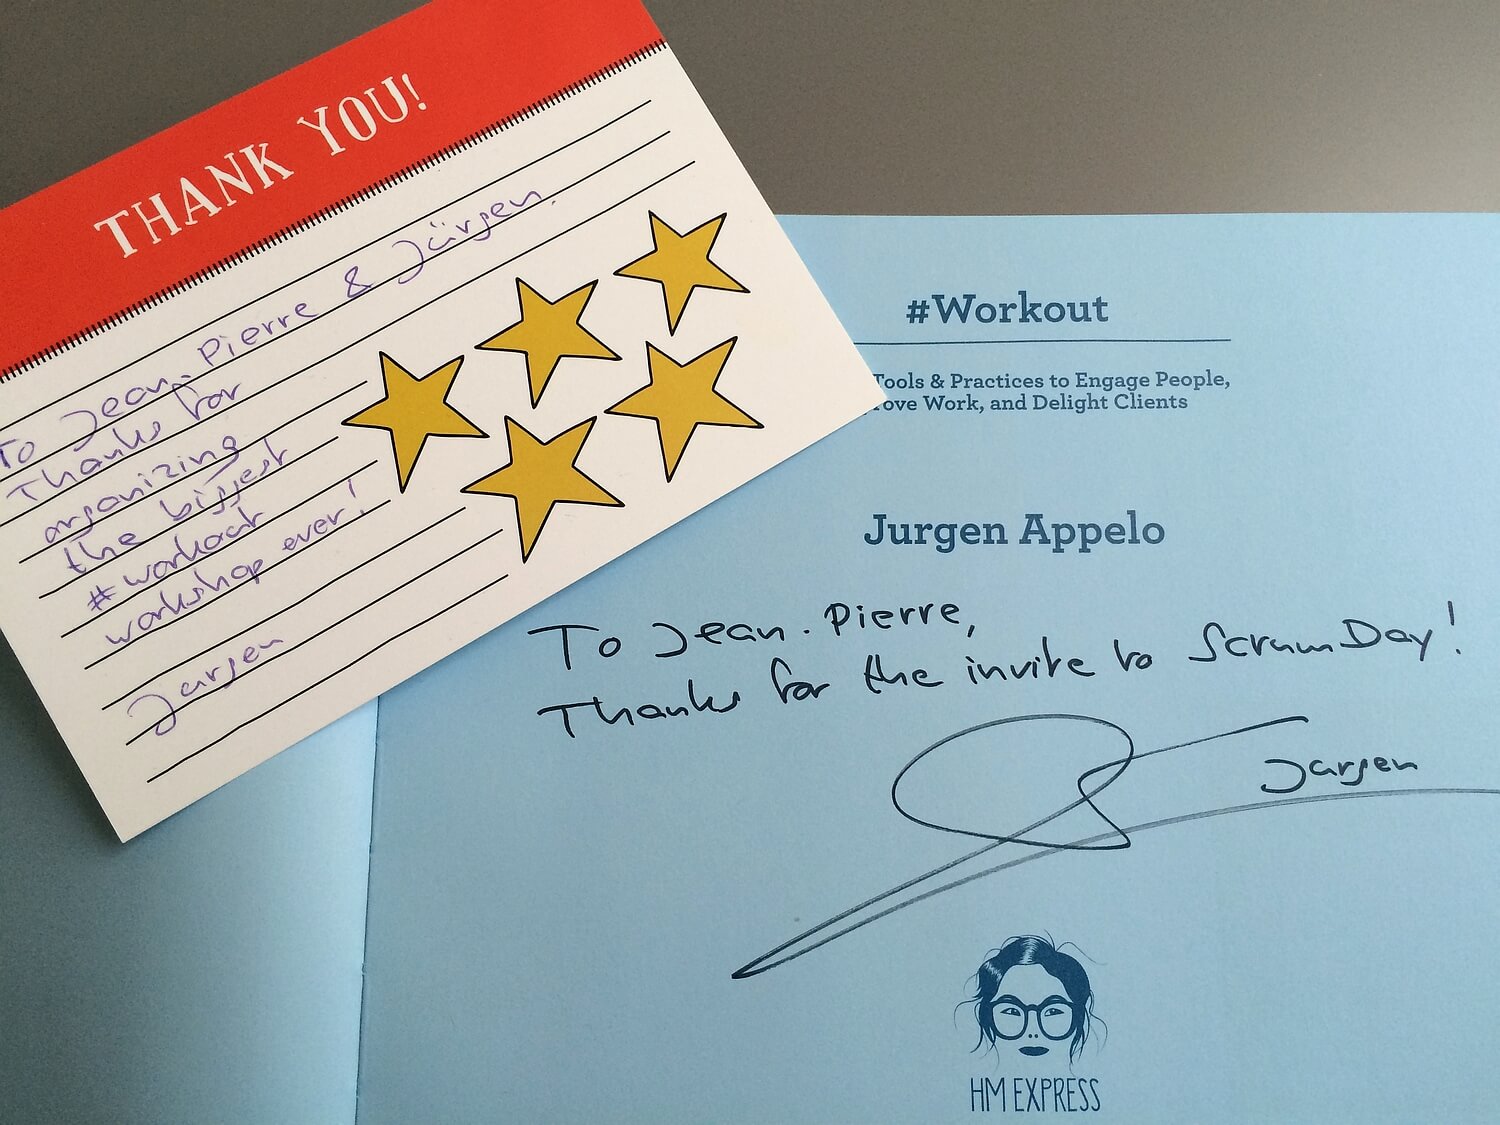 THANK YOU!
To Jean-Pierre & Jürgen.
Thanks for
organizing
the biggest
#workout
workshop ever!
Jurgen
#Workout
Tools & Practices to Engage People,
Work, and Delight Clients
Jurgen Appelo
To Jean-Pierre,
Thanks for the invite to ScrumDay!
Jurgen
HM EXPRESS